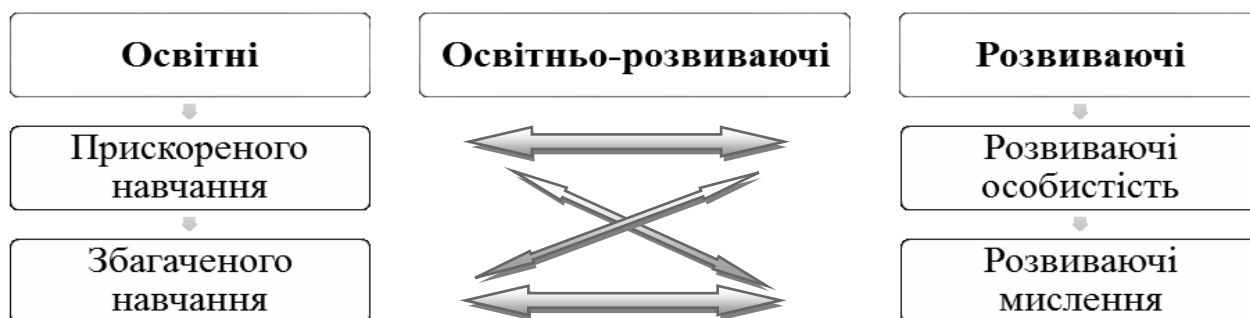 Освітні
Освітньо-розвиваючі
Розвиваючі
Прискореного
навчання
Розвиваючі
особистість
Збагаченого
навчання
Розвиваючі
мислення